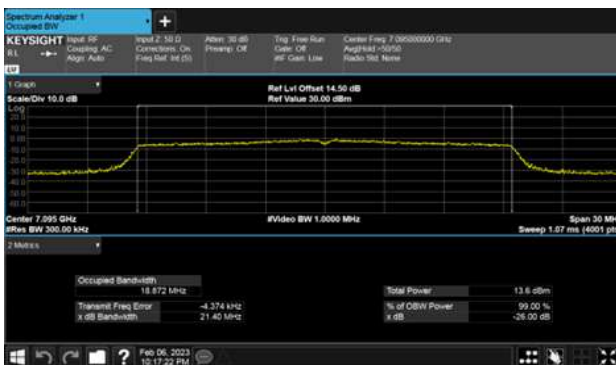 Spectrum Analyzer 1
Occupied BW
KEYSIGHT
Input: RF
Coupling: AC
Align: Auto
Input Z: 50 Ω
Corrections: On
Freq Ref: Int (S)
Atten: 30 dB
Preamp: Off
Trig: Free Run
Gate: Off
#IF Gain: Low
Center Freq: 7.095000000 GHz
Avg|Hold:>50/50
Radio Std: None
1 Graph
Scale/Div 10.0 dB
Ref Lvl Offset 14.50 dB
Ref Value 30.00 dBm
Log
20.0
10.0
Center 7.095 GHz
#Res BW 300.00 kHz
#Video BW 1.0000 MHz
Span 30 MH
Sweep 1.07 ms (4001 pts
2 Metrics
Occupied Bandwidth
18.872 MHz
Total Power 13.6 dBm
Transmit Freq Error -4.374 kHz
% of OBW Power 99.00 %
x dB Bandwidth 21.40 MHz
x dB -26.00 dB
Feb 06, 2023
10:17:22 PM